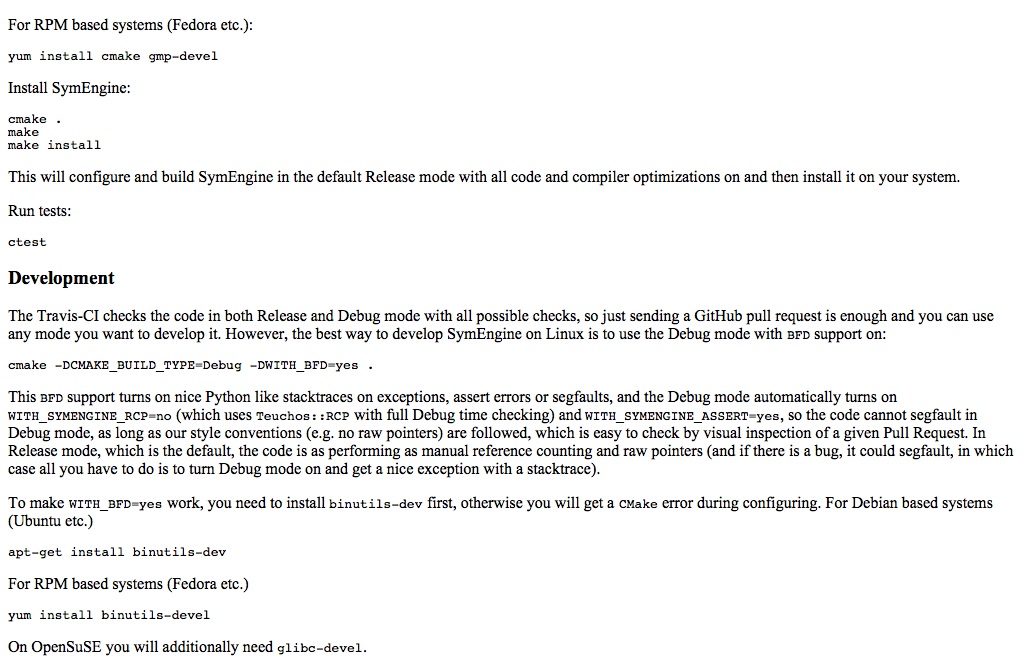 For RPM based systems (Fedora etc.):
yum install cmake gmp-devel
Install SymEngine:
cmake .
make
make install
This will configure and build SymEngine in the default Release mode with all code and compiler optimizations on and then install it on your system.
Run tests:
ctest
Development
The Travis-CI checks the code in both Release and Debug mode with all possible checks, so just sending a GitHub pull request is enough and you can use
any mode you want to develop it. However, the best way to develop SymEngine on Linux is to use the Debug mode with BFD support on:
cmake -DCMAKE_BUILD_TYPE=Debug -DWITH_BFD=yes .
This BFD support turns on nice Python like stacktraces on exceptions, assert errors or segfaults, and the Debug mode automatically turns on
WITH_SYMENGINE_RCP=no (which uses Teuchos::RCP with full Debug time checking) and WITH_SYMENGINE_ASSERT=yes, so the code cannot segfault in
Debug mode, as long as our style conventions (e.g. no raw pointers) are followed, which is easy to check by visual inspection of a given Pull Request. In
Release mode, which is the default, the code is as performing as manual reference counting and raw pointers (and if there is a bug, it could segfault, in which
case all you have to do is to turn Debug mode on and get a nice exception with a stacktrace).
To make WITH_BFD=yes work, you need to install binutils-dev first, otherwise you will get a CMake error during configuring. For Debian based systems
(Ubuntu etc.)
apt-get install binutils-dev
For RPM based systems (Fedora etc.)
yum install binutils-devel
On OpenSuSE you will additionally need glibc-devel.